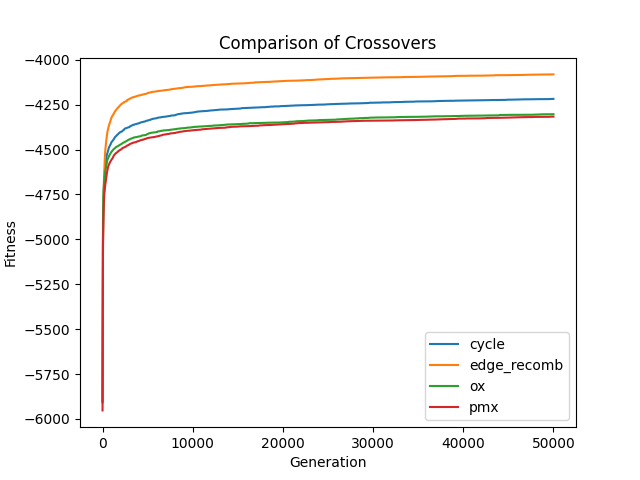 Comparison of Crossovers
−4000
−4250
−4500
−4750
−5000
−5250
−5500
−5750
−6000
Fitness
cycle
edge_recomb
ox
pmx
0
10000
20000
30000
40000
50000
Generation